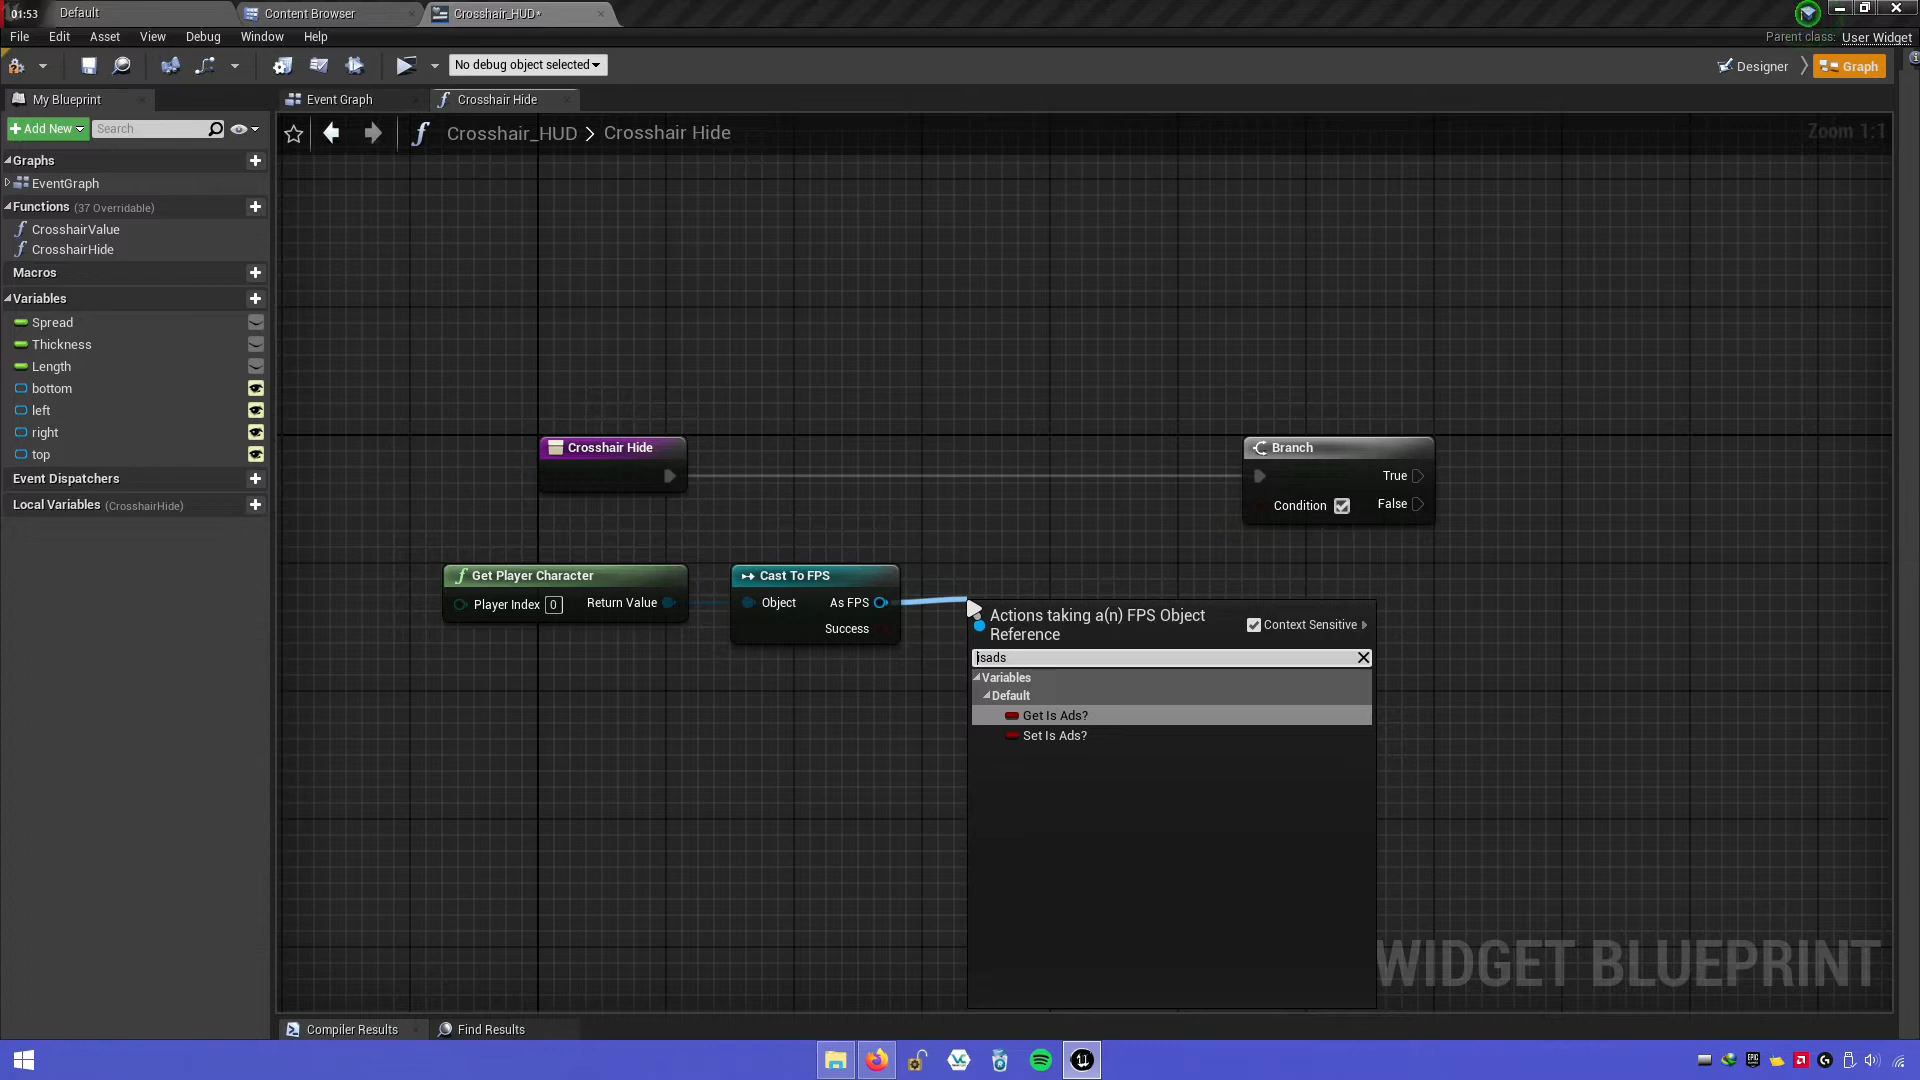 01:53
Default
Content Browser
Crosshair_HUD*
File Edit Asset View Debug Window Help
Parent class: User Widget
No debug object selected
Designer
Graph
My Blueprint
Event Graph
Crosshair Hide
Add New
Search
Crosshair_HUD > Crosshair Hide
Zoom 1:1
Graphs
EventGraph
Functions (37 Overridable)
CrosshairValue
CrosshairHide
Macros
Variables
Spread
Thickness
Length
bottom
left
right
top
Event Dispatchers
Local Variables (CrosshairHide)
Crosshair Hide
Branch
True
Condition
False
Get Player Character
Player Index 0
Return Value
Cast To FPS
Object
As FPS
Success
Actions taking a(n) FPS Object
Reference
Context Sensitive
isads
Variables
Default
Get Is Ads?
Set Is Ads?
WIDGET BLUEPRINT
Compiler Results
Find Results